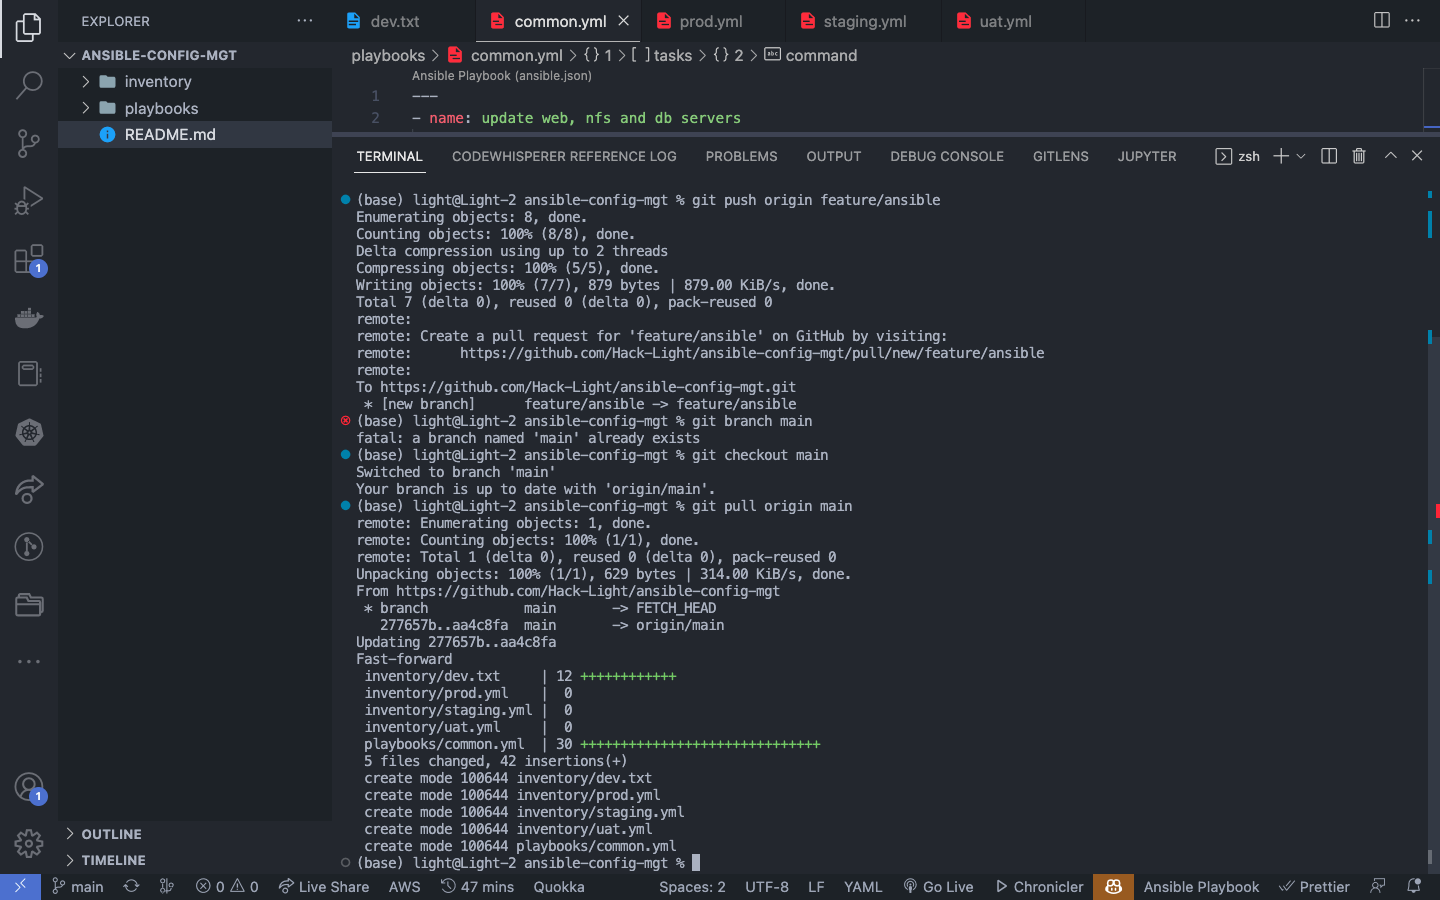 EXPLORER
dev.txt
common.yml
prod.yml
staging.yml
uat.yml
ANSIBLE-CONFIG-MGT
inventory
playbooks
README.md
playbooks > common.yml > {} 1 > [ ] tasks > {} 2 > abc command
Ansible Playbook (ansible.json)
1 ---
2 - name: update web, nfs and db servers
TERMINAL CODEWHISPERER REFERENCE LOG PROBLEMS OUTPUT DEBUG CONSOLE GITLENS JUPYTER zsh
(base) light@Light-2 ansible-config-mgt % git push origin feature/ansible
Enumerating objects: 8, done.
Counting objects: 100% (8/8), done.
Delta compression using up to 2 threads
Compressing objects: 100% (5/5), done.
Writing objects: 100% (7/7), 879 bytes | 879.00 KiB/s, done.
Total 7 (delta 0), reused 0 (delta 0), pack-reused 0
remote:
remote: Create a pull request for 'feature/ansible' on GitHub by visiting:
remote:      https://github.com/Hack-Light/ansible-config-mgt/pull/new/feature/ansible
remote:
To https://github.com/Hack-Light/ansible-config-mgt.git
 * [new branch]      feature/ansible -> feature/ansible
(base) light@Light-2 ansible-config-mgt % git branch main
fatal: a branch named 'main' already exists
(base) light@Light-2 ansible-config-mgt % git checkout main
Switched to branch 'main'
Your branch is up to date with 'origin/main'.
(base) light@Light-2 ansible-config-mgt % git pull origin main
remote: Enumerating objects: 1, done.
remote: Counting objects: 100% (1/1), done.
remote: Total 1 (delta 0), reused 0 (delta 0), pack-reused 0
Unpacking objects: 100% (1/1), 629 bytes | 314.00 KiB/s, done.
From https://github.com/Hack-Light/ansible-config-mgt
 * branch            main       -> FETCH_HEAD
   277657b..aa4c8fa  main       -> origin/main
Updating 277657b..aa4c8fa
Fast-forward
 inventory/dev.txt     | 12 ++++++++++++
 inventory/prod.yml    |  0
 inventory/staging.yml |  0
 inventory/uat.yml     |  0
 playbooks/common.yml  | 30 ++++++++++++++++++++++++++++++
 5 files changed, 42 insertions(+)
 create mode 100644 inventory/dev.txt
 create mode 100644 inventory/prod.yml
 create mode 100644 inventory/staging.yml
 create mode 100644 inventory/uat.yml
 create mode 100644 playbooks/common.yml
(base) light@Light-2 ansible-config-mgt %
1
1
OUTLINE
TIMELINE
main 0 0 Live Share AWS 47 mins Quokka Spaces: 2 UTF-8 LF YAML Go Live Chronicler Ansible Playbook Prettier